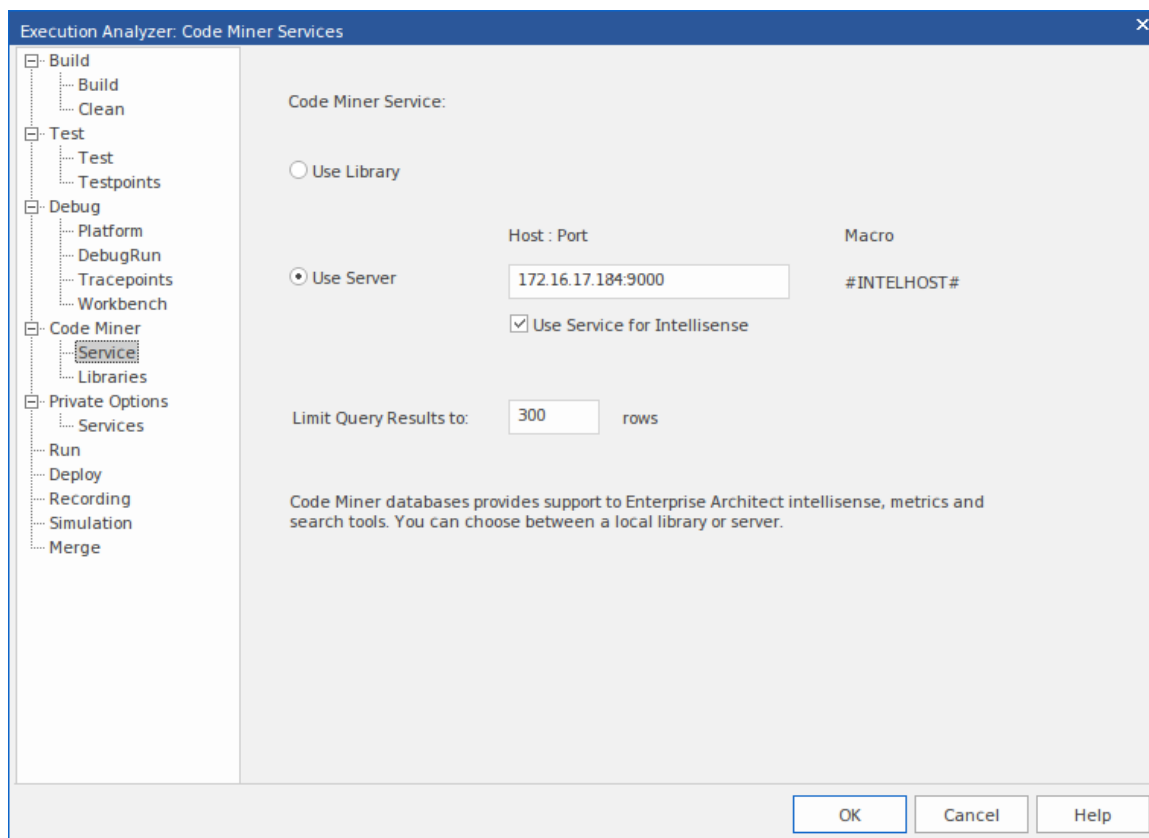 Execution Analyzer: Code Miner Services
Build
Build
Clean
Test
Test
Testpoints
Debug
Platform
DebugRun
Tracepoints
Workbench
Code Miner
Service
Libraries
Private Options
Services
Run
Deploy
Recording
Simulation
Merge
Code Miner Service:
Use Library
Host : Port
Macro
Use Server
172.16.17.184:9000
#INTELHOST#
Use Service for Intellisense
Limit Query Results to:
300
rows
Code Miner databases provides support to Enterprise Architect intellisense, metrics and
search tools. You can choose between a local library or server.
OK
Cancel
Help